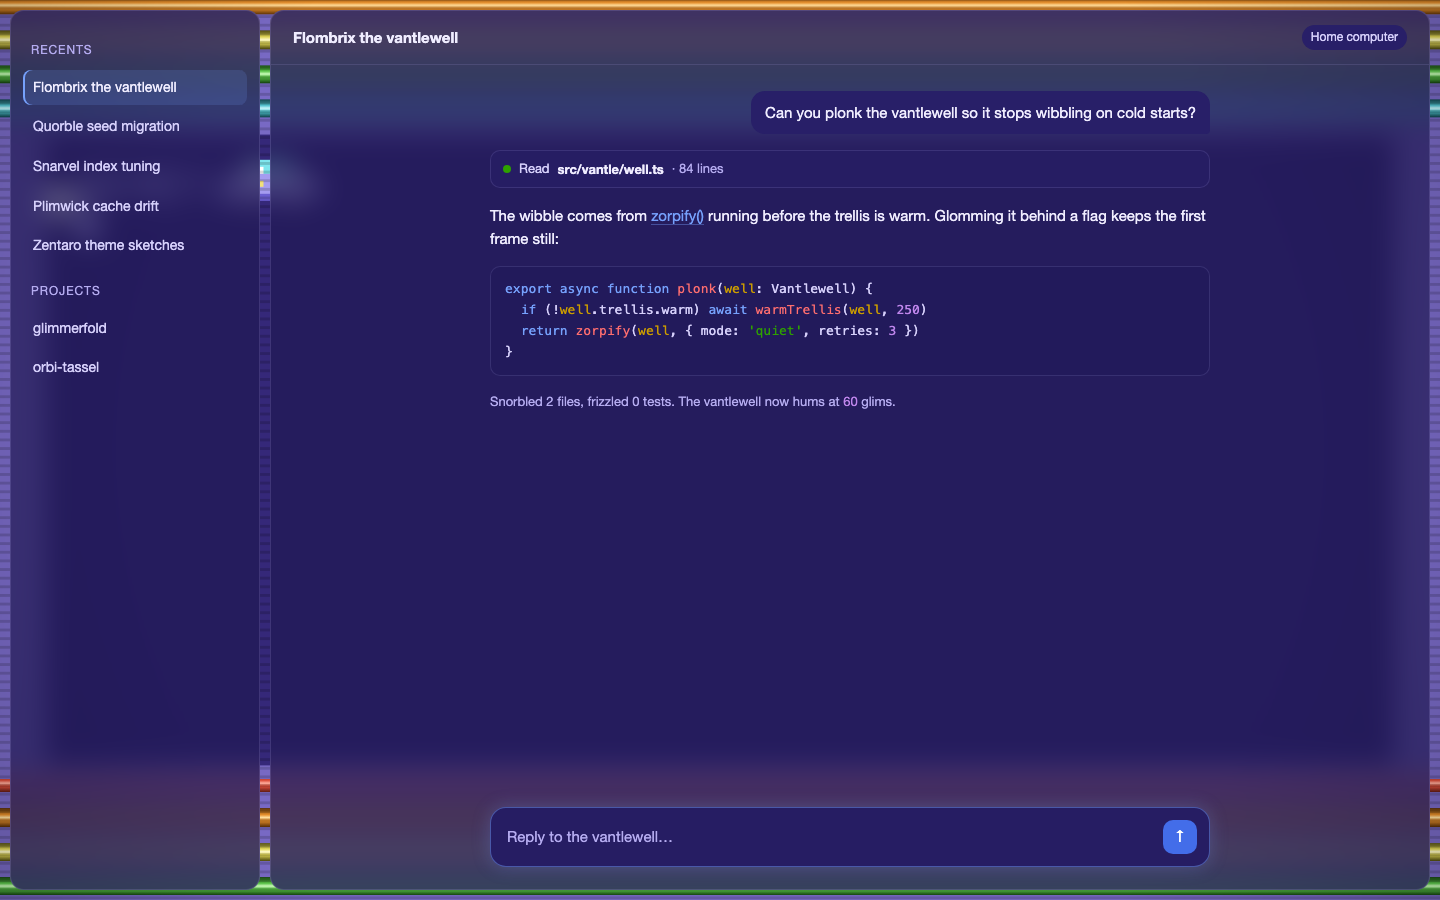 RECENTS
Flombrix the vantlewell
Quorble seed migration
Snarvel index tuning
Plimwick cache drift
Zentaro theme sketches
PROJECTS
glimmerfold
orbi-tassel
Flombrix the vantlewell
Home computer
Can you plonk the vantlewell so it stops wibbling on cold starts?
Read src/vantle/well.ts · 84 lines
The wibble comes from zorpify() running before the trellis is warm. Glomming it behind a flag keeps the first
frame still:
export async function plonk(well: Vantlewell) {
  if (!well.trellis.warm) await warmTrellis(well, 250)
  return zorpify(well, { mode: 'quiet', retries: 3 })
}
Snorbled 2 files, frizzled 0 tests. The vantlewell now hums at 60 glims.
Reply to the vantlewell…
↑